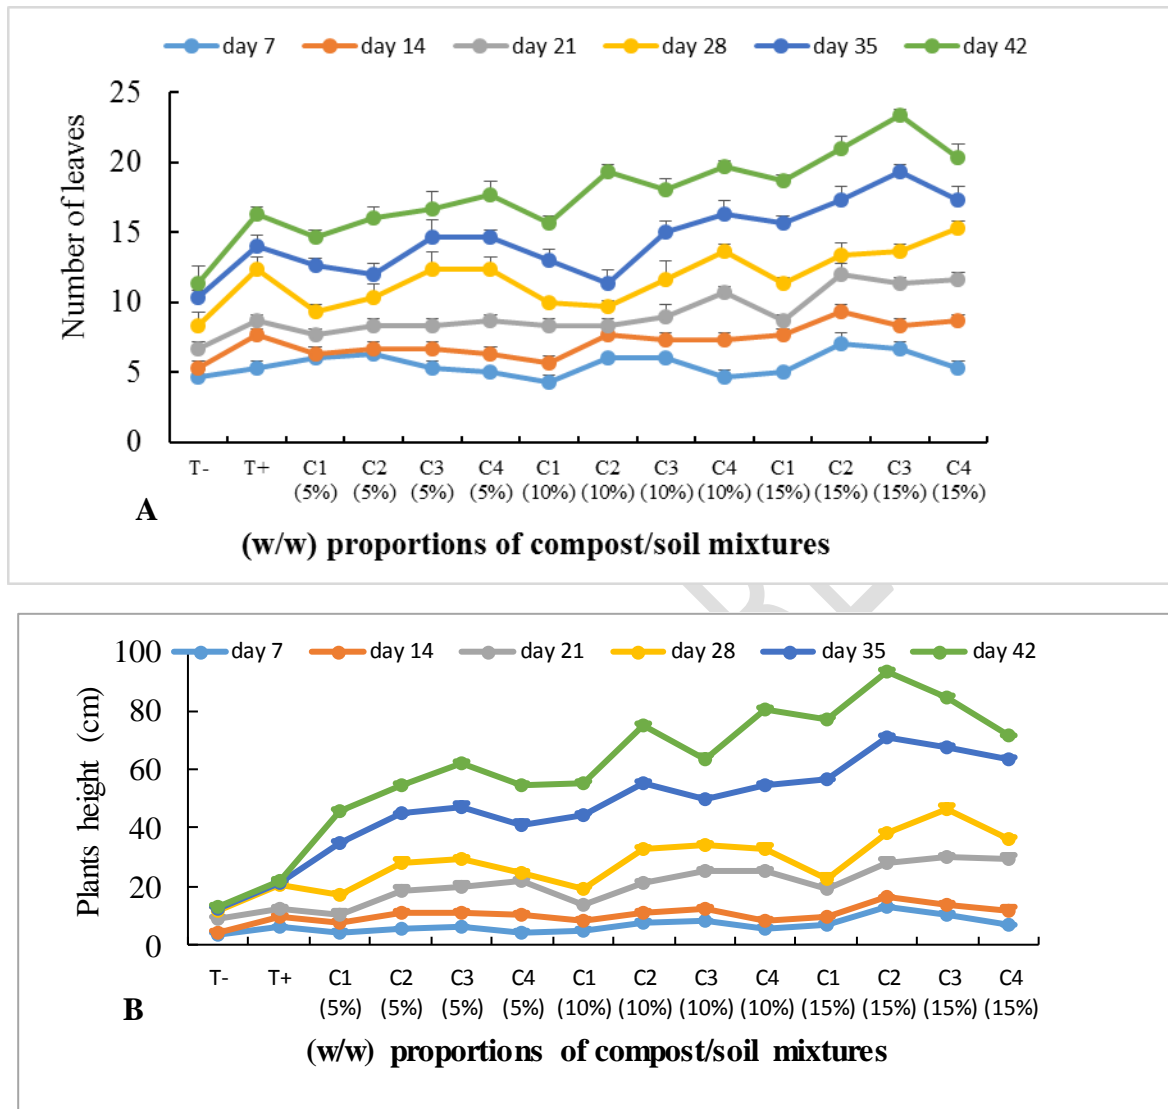 day 7 day 14 day 21 day 28 day 35 day 42
25
20
15
10
5
0
Number of leaves
T- T+ C1 C2 C3 C4 C1 C2 C3 C4 C1 C2 C3 C4
(5%) (5%) (5%) (5%) (10%) (10%) (10%) (10%) (15%) (15%) (15%) (15%)
A
(w/w) proportions of compost/soil mixtures
100 day 7 day 14 day 21 day 28 day 35 day 42
80
60
40
20
0
Plants height (cm)
T- T+ C1 C2 C3 C4 C1 C2 C3 C4 C1 C2 C3 C4
(5%) (5%) (5%) (5%) (10%) (10%) (10%) (10%) (15%) (15%) (15%) (15%)
B
(w/w) proportions of compost/soil mixtures